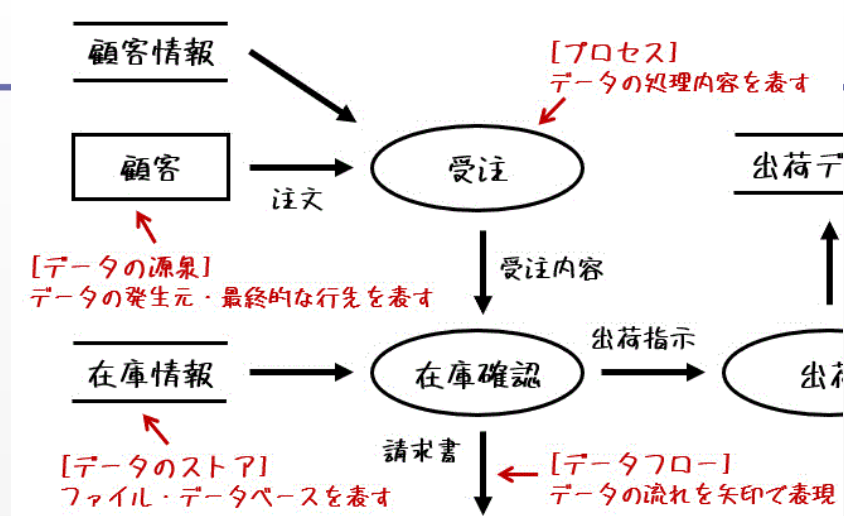 顧客情報
[プロセス]
データの処理内容を表す
顧客
注文
受注
出荷デ
[データの源泉]
データの発生元・最終的な行先を表す
受注内容
在庫情報
在庫確認
出荷指示
出荷
[データのストア]
ファイル・データベースを表す
請求書
[データフロー]
データの流れを矢印で表現